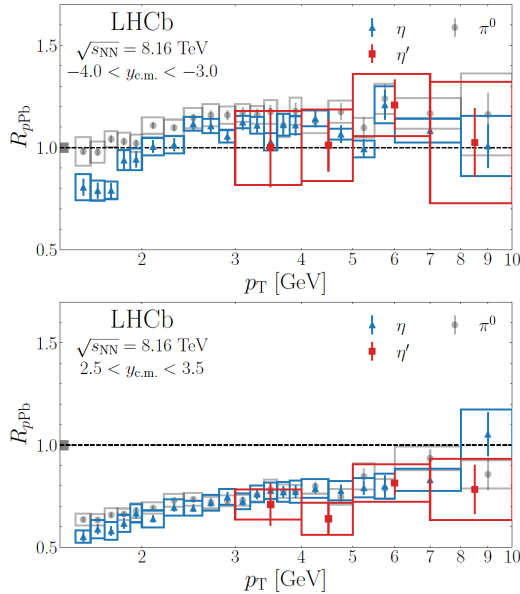 LHCb
√sNN = 8.16 TeV
−4.0 < yc.m. < −3.0
η
π0
η′
RpPb
1.5
1.0
0.5
2
3
4
5
6
7
8
9
10
pT [GeV]
LHCb
√sNN = 8.16 TeV
2.5 < yc.m. < 3.5
η
π0
η′
RpPb
1.5
1.0
0.5
2
3
4
5
6
7
8
9
10
pT [GeV]